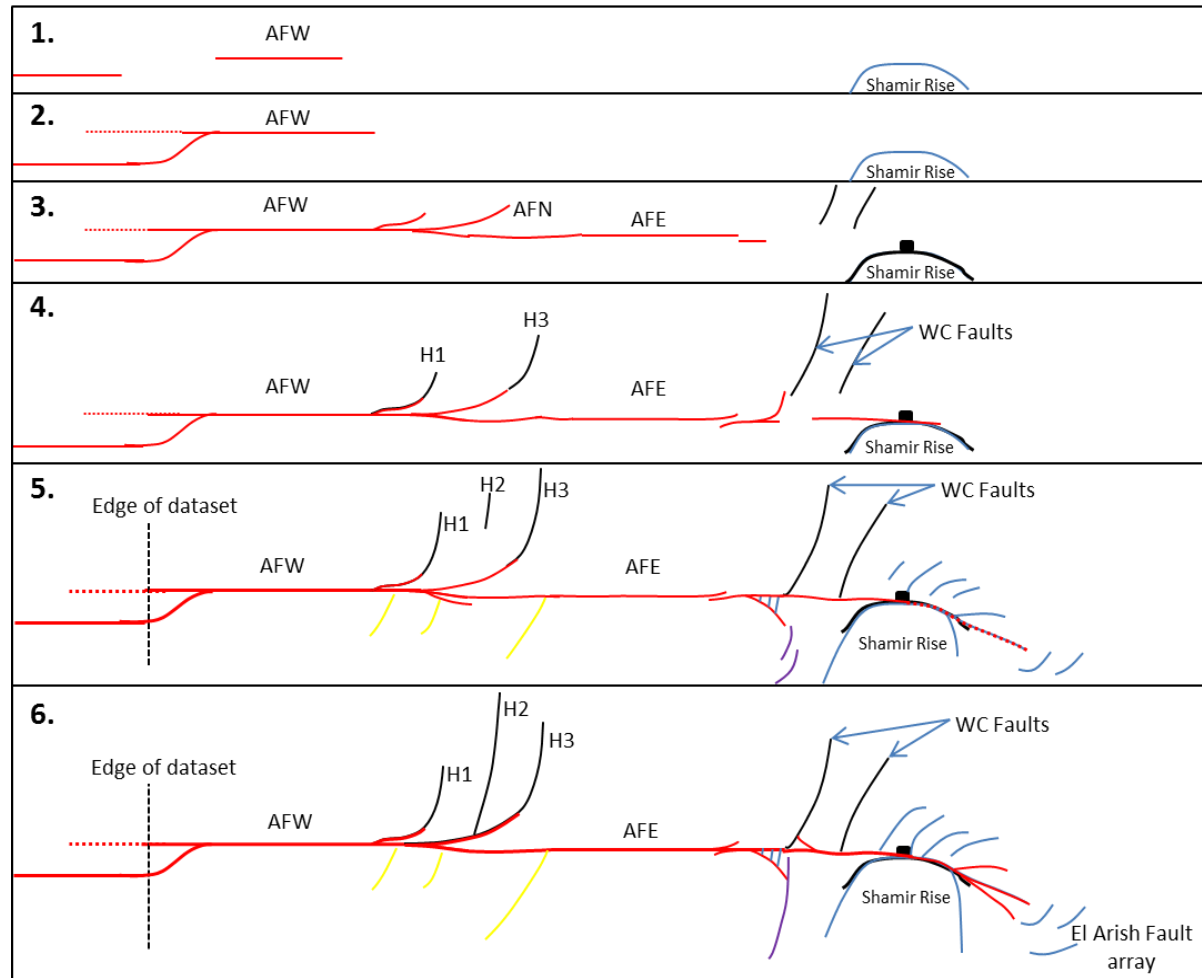 1.
AFW
Shamir Rise
2.
AFW
Shamir Rise
3.
AFW
AFN
AFE
Shamir Rise
4.
H3
H1
WC Faults
AFW
AFE
Shamir Rise
5.
H2
H3
WC Faults
Edge of dataset
H1
AFW
AFE
Shamir Rise
6.
H2
WC Faults
H3
Edge of dataset
H1
AFW
AFE
Shamir Rise
El Arish Fault
array